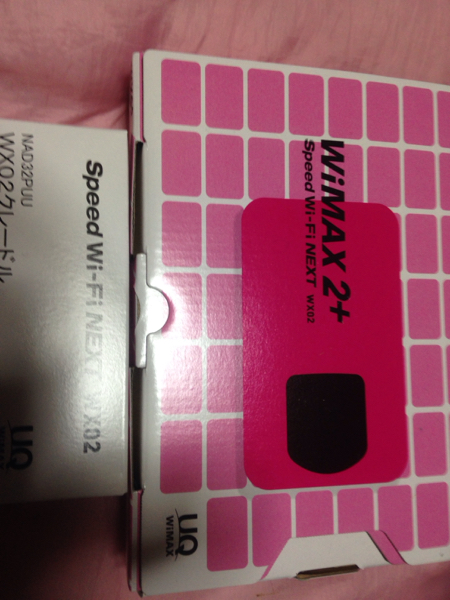 WiMAX 2+
Speed Wi-Fi NEXT WX02
UQ
WiMAX
Speed Wi-Fi NEXT WX02
NAD32PUU
WX02クレードル
UQ
WiMAX